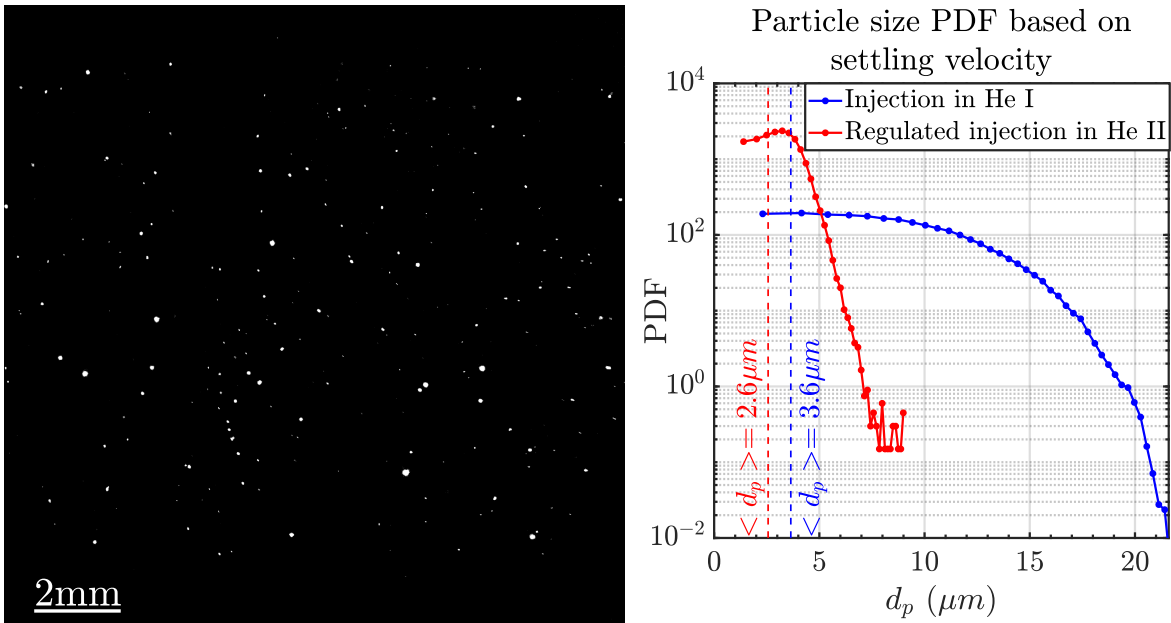 2mm
Particle size PDF based on
settling velocity
Injection in He I
Regulated injection in He II
PDF
10^4
10^2
10^0
10^-2
< d_p >= 2.6μm
< d_p >= 3.6μm
0 5 10 15 20
d_p (μm)